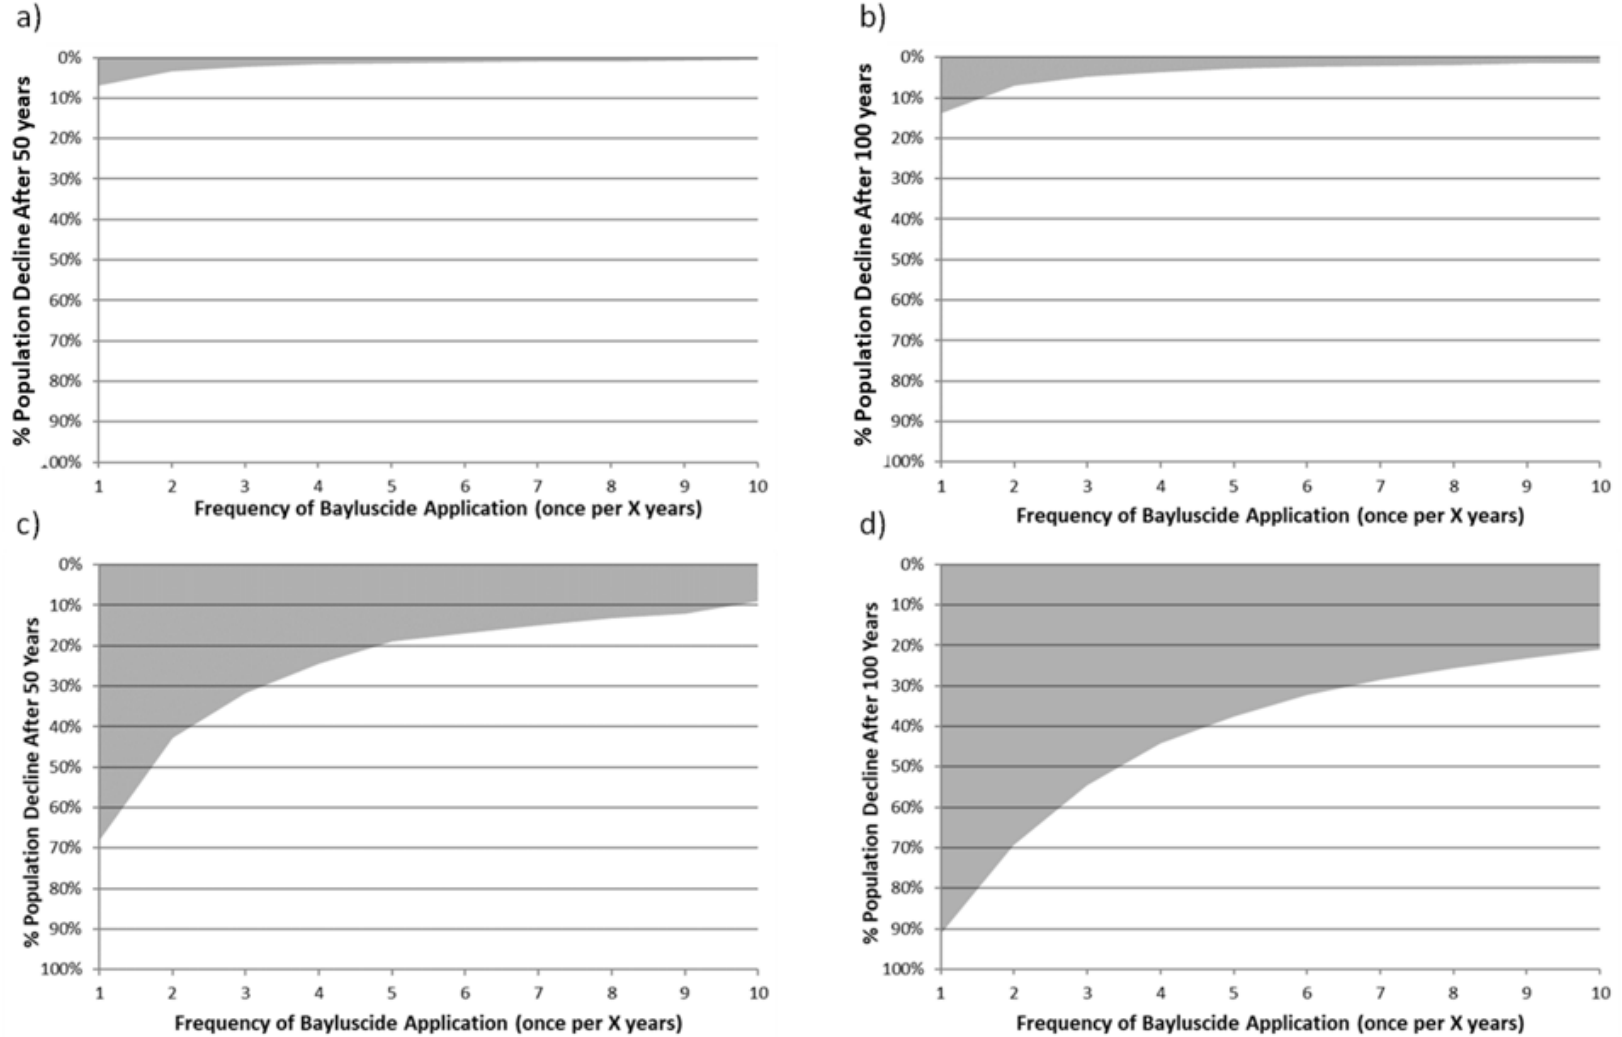 a)
% Population Decline After 50 years
0%
10%
20%
30%
40%
50%
60%
70%
80%
90%
.00%
1 2 3 4 5 6 7 8 9 10
Frequency of Bayluscide Application (once per X years)
b)
% Population Decline After 100 years
0%
10%
20%
30%
40%
50%
60%
70%
80%
90%
100%
1 2 3 4 5 6 7 8 9 10
Frequency of Bayluscide Application (once per X years)
c)
% Population Decline After 50 Years
0%
10%
20%
30%
40%
50%
60%
70%
80%
90%
100%
1 2 3 4 5 6 7 8 9 10
Frequency of Bayluscide Application (once per X years)
d)
% Population Decline After 100 Years
0%
10%
20%
30%
40%
50%
60%
70%
80%
90%
100%
1 2 3 4 5 6 7 8 9 10
Frequency of Bayluscide Application (once per X years)